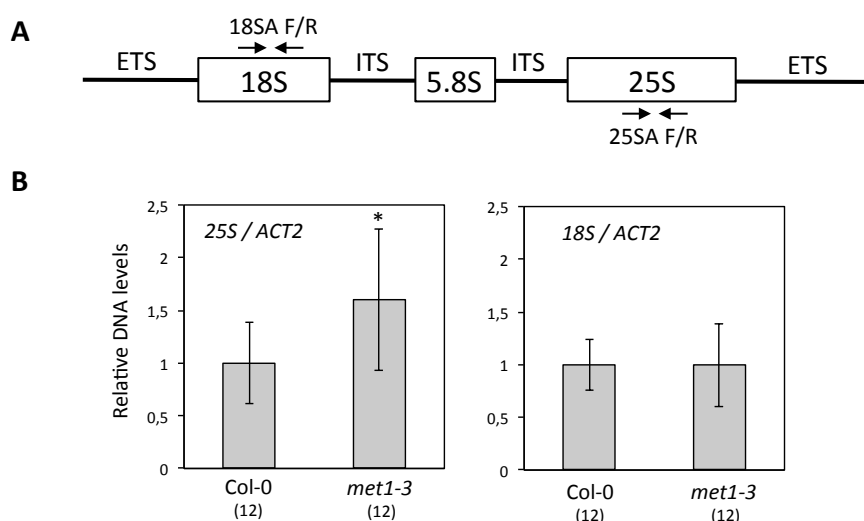 A
18SA F/R
ETS ITS ITS ETS
18S 5.8S 25S
25SA F/R
B
Relative DNA levels
2,5
2
1,5
1
0,5
0
25S / ACT2
*
Col-0 met1-3
(12) (12)
2,5
2
1,5
1
0,5
0
18S / ACT2
Col-0 met1-3
(12) (12)